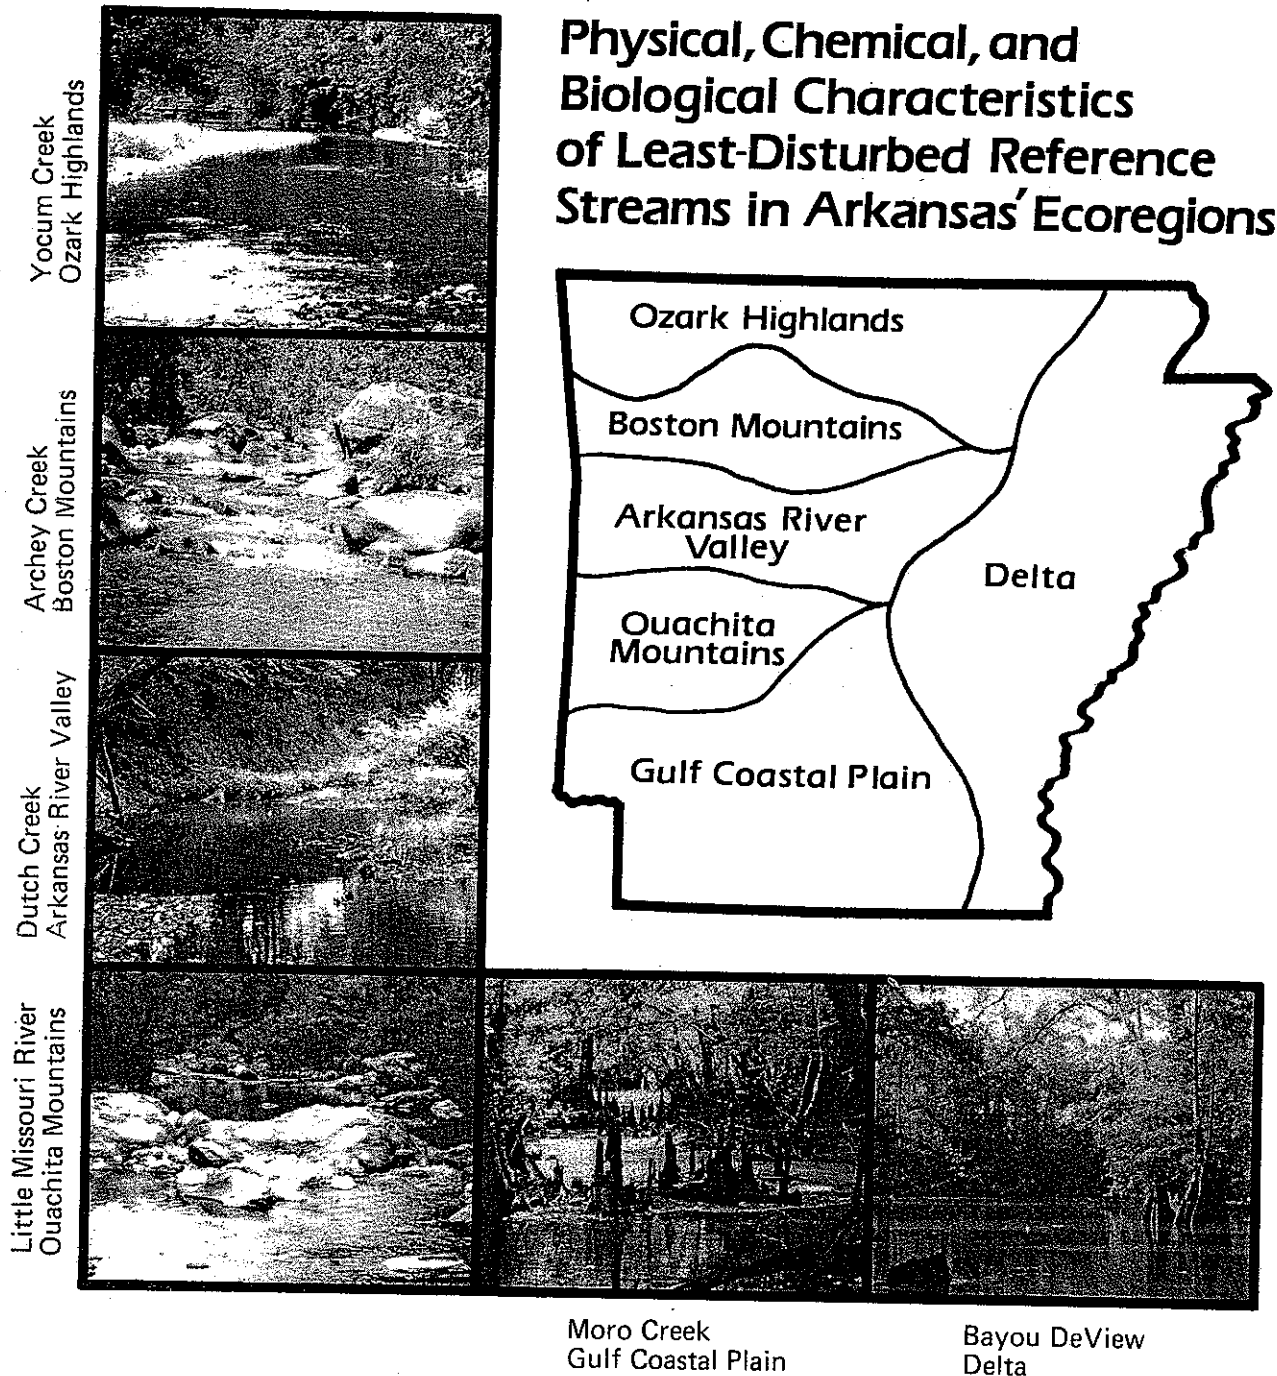 Physical, Chemical, and
Biological Characteristics
of Least-Disturbed Reference
Streams in Arkansas' Ecoregions
Yocum Creek
Ozark Highlands
Archey Creek
Boston Mountains
Dutch Creek
Arkansas River Valley
Little Missouri River
Ouachita Mountains
Ozark Highlands
Boston Mountains
Arkansas River
Valley
Delta
Ouachita
Mountains
Gulf Coastal Plain
Moro Creek
Gulf Coastal Plain
Bayou DeView
Delta